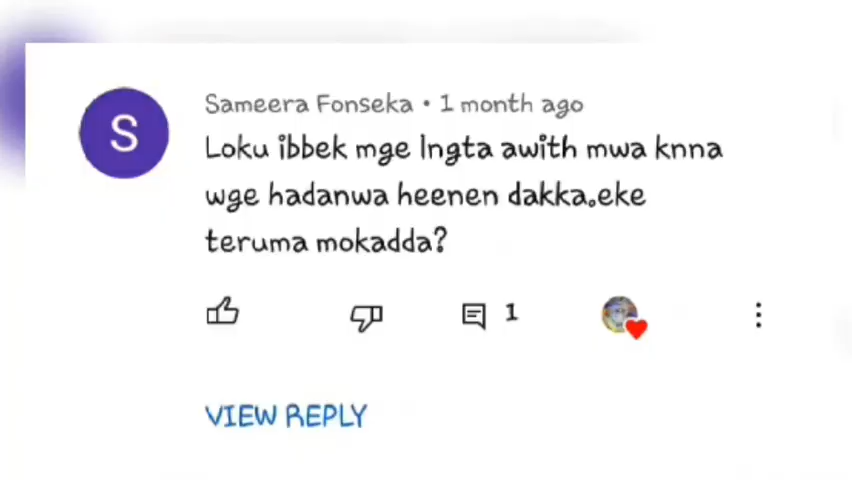 S
Sameera Fonseka • 1 month ago
Loku ibbek mge lngta awith mwa knna
wge hadanwa heenen dakka.eke
teruma mokadda?
1
VIEW REPLY